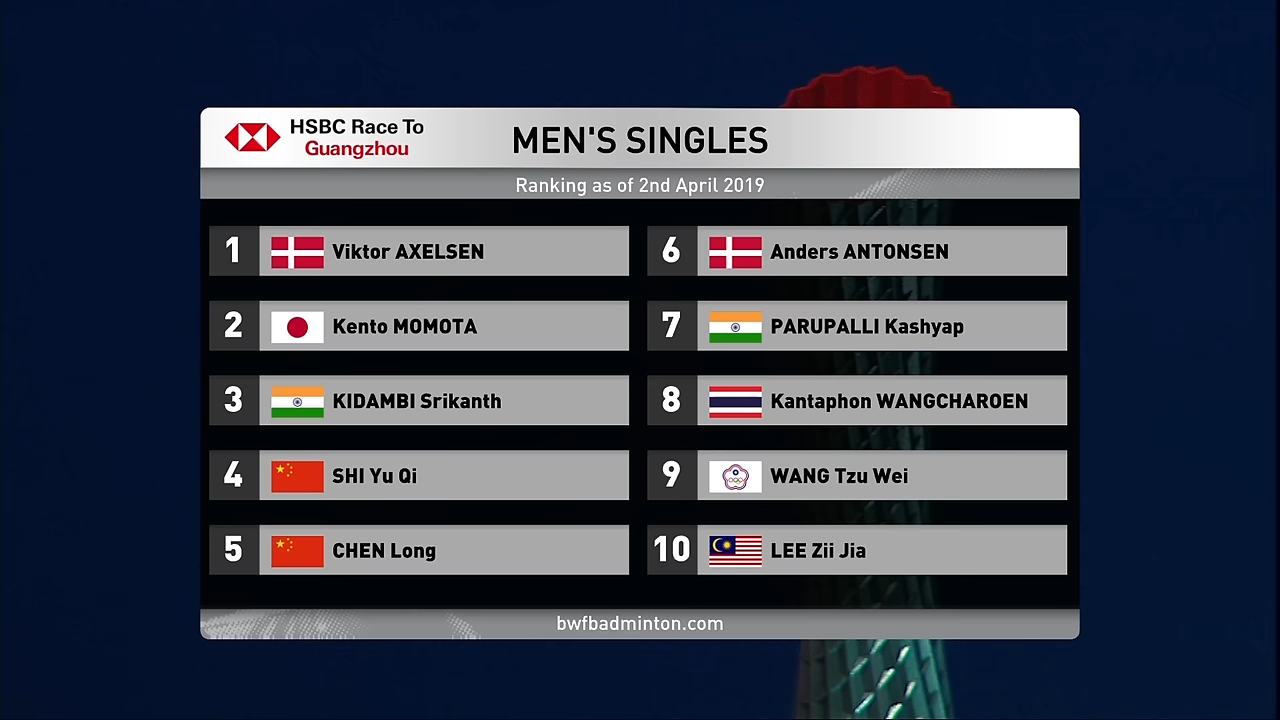 HSBC Race To
Guangzhou
MEN'S SINGLES
Ranking as of 2nd April 2019
1 Viktor AXELSEN
2 Kento MOMOTA
3 KIDAMBI Srikanth
4 SHI Yu Qi
5 CHEN Long
6 Anders ANTONSEN
7 PARUPALLI Kashyap
8 Kantaphon WANGCHAROEN
9 WANG Tzu Wei
10 LEE Zii Jia
bwfbadminton.com